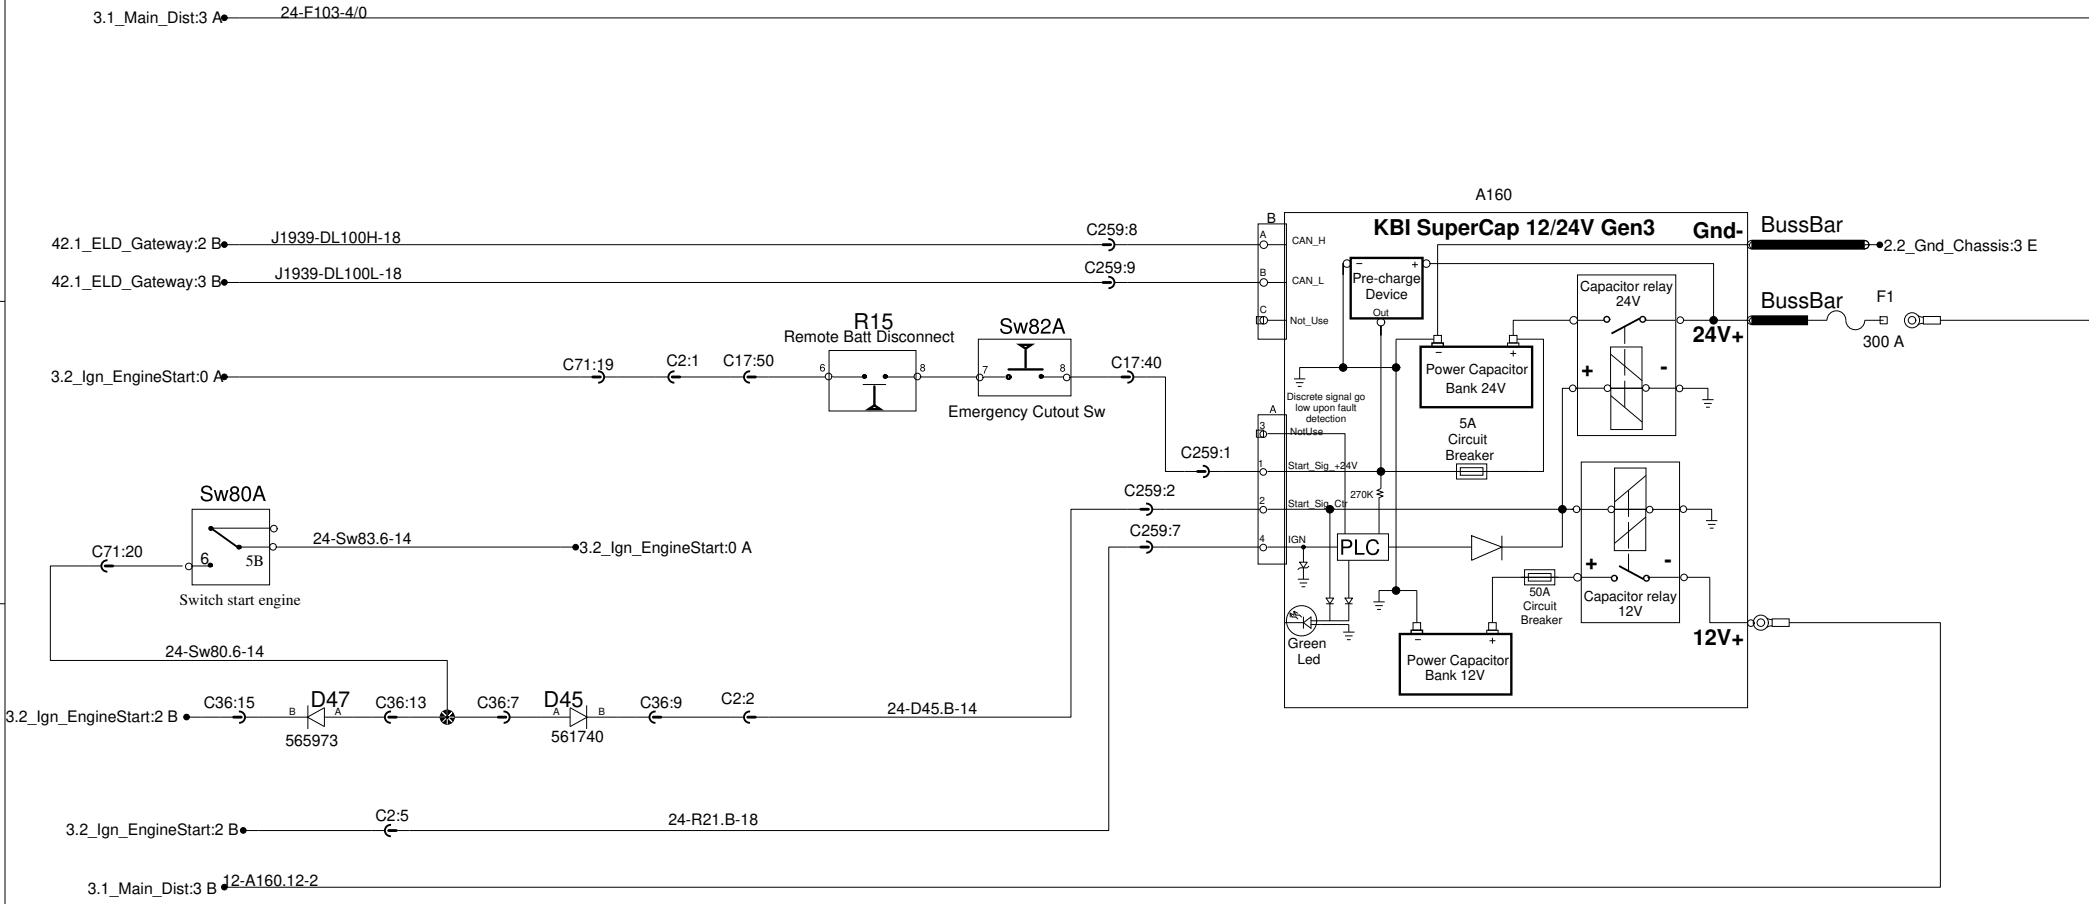 3.1_Main_Dist:3 A
24-F103-4/0
A160
KBI SuperCap 12/24V Gen3
Gnd-
BussBar
2.2_Gnd_Chassis:3 E
42.1_ELD_Gateway:2 B
J1939-DL100H-18
C259:8
B
A
CAN_H
42.1_ELD_Gateway:3 B
J1939-DL100L-18
C259:9
B
CAN_L
C
Not_Use
-
+
Pre-charge
Device
Out
Capacitor relay
24V
BussBar
F1
24V+
300 A
R15
Remote Batt Disconnect
Sw82A
3.2_Ign_EngineStart:0 A
C71:19
C2:1
C17:50
6
8
7
8
C17:40
Emergency Cutout Sw
-
+
Power Capacitor
Bank 24V
+
-
Discrete signal go
low upon fault
detection
A
3
NotUse
5A
Circuit
Breaker
C259:1
1
Start_Sig_+24V
270K
C259:2
2
Start_Sig_Ctr
C259:7
4
IGN
PLC
Sw80A
24-Sw83.6-14
3.2_Ign_EngineStart:0 A
C71:20
6
5B
Switch start engine
+
-
50A
Circuit
Breaker
Capacitor relay
12V
12V+
Green
Led
-
+
Power Capacitor
Bank 12V
24-Sw80.6-14
3.2_Ign_EngineStart:2 B
C36:15
B
D47
A
565973
C36:13
C36:7
A
D45
B
561740
C36:9
C2:2
24-D45.B-14
3.2_Ign_EngineStart:2 B
C2:5
24-R21.B-18
3.1_Main_Dist:3 B
12-A160.12-2